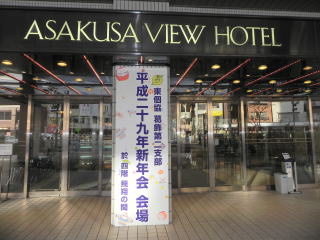 ASAKUSA VIEW HOTEL
東個協 葛飾第二支部
平成二十九年新年会 会場
於 四階 飛翔の間